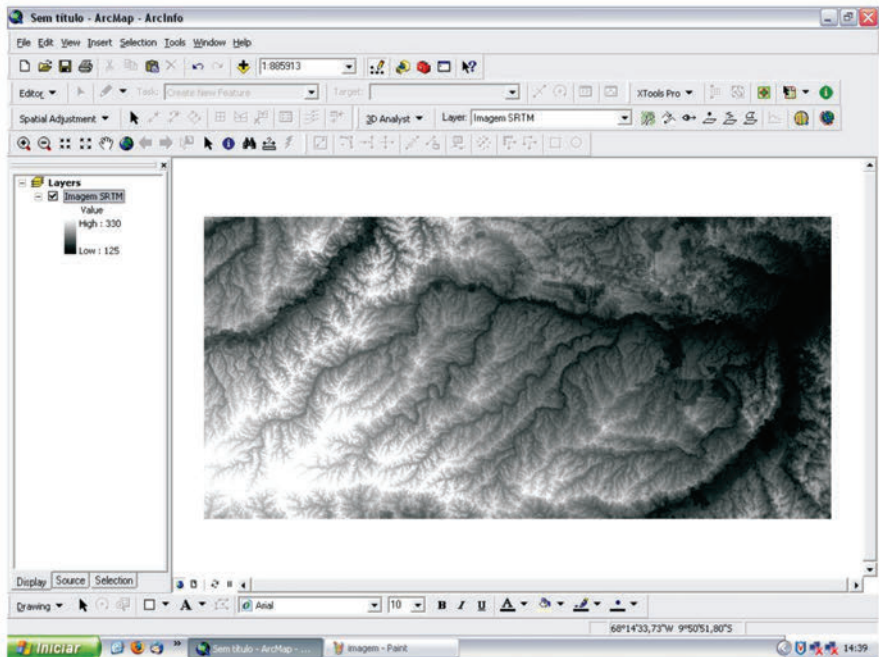 Sem título - ArcMap - ArcInfo
File Edit View Insert Selection Tools Window Help
1:885913
Editor Task: Create New Feature Target: XTools Pro
Spatial Adjustment 3D Analyst Layer: Imagem SRTM
Layers
Imagem SRTM
Value
High : 330
Low : 125
Display Source Selection
Drawing A Arial 10 B I U A
68°14'33,73"W 9°50'51,80"S
Iniciar Sem título - ArcMap - ... imagem - Paint 14:39